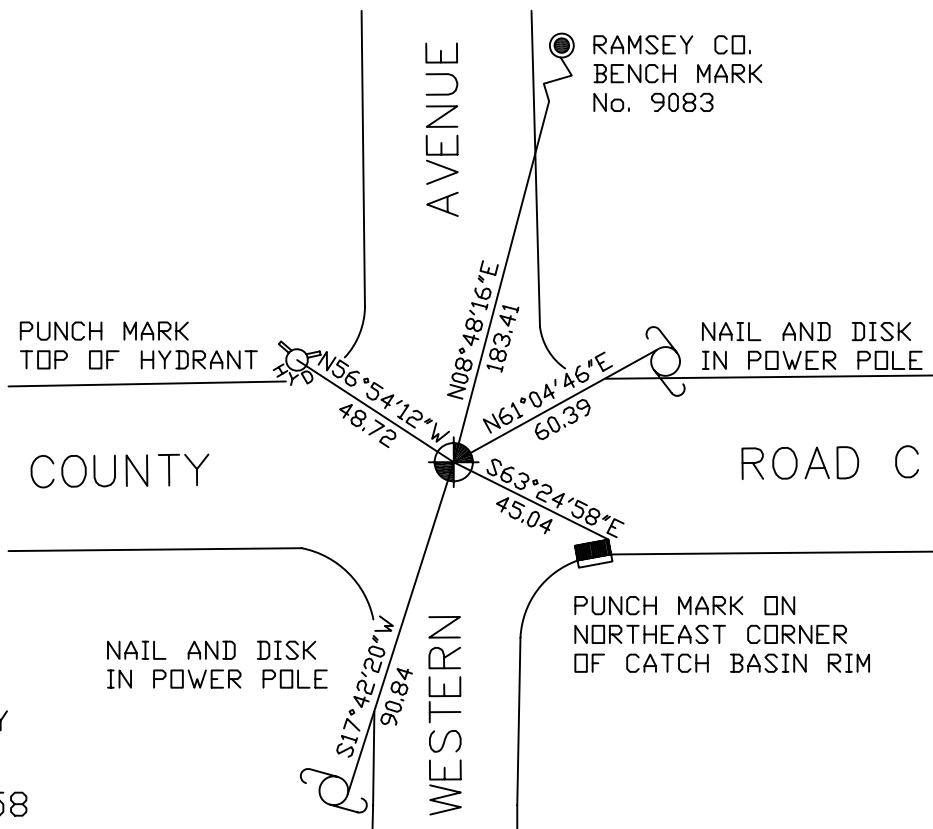 AVENUE
RAMSEY CO.
BENCH MARK
No. 9083
N08°48'16"E
183.41
PUNCH MARK
TOP OF HYDRANT
HYD
N56°54'12"W
48.72
N61°04'46"E
60.39
NAIL AND DISK
IN POWER POLE
COUNTY
ROAD C
S63°24'58"E
45.04
PUNCH MARK ON
NORTHEAST CORNER
OF CATCH BASIN RIM
NAIL AND DISK
IN POWER POLE
S17°42'20"W
90.84
WESTERN
Y
58